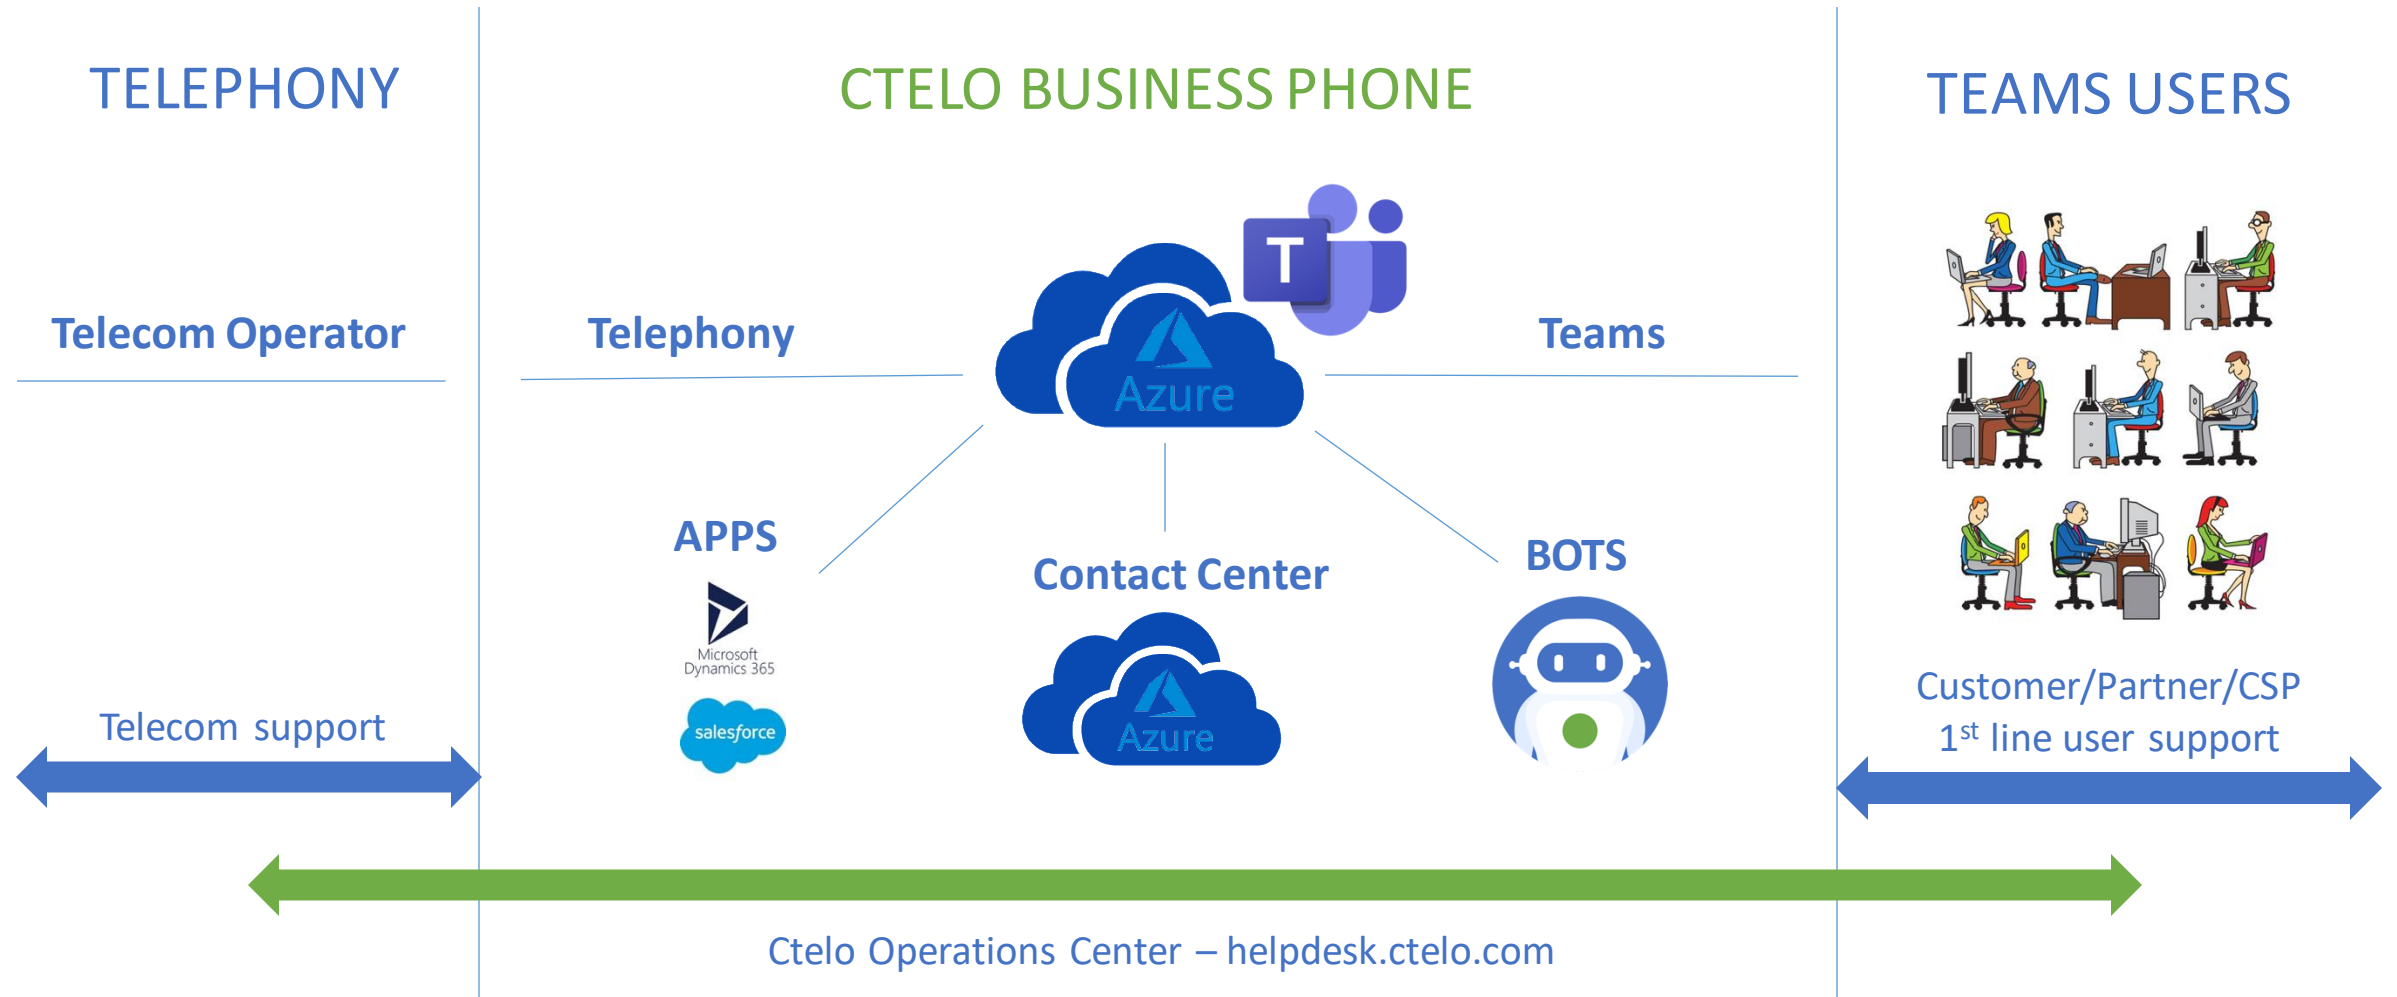 TELEPHONY
CTELO BUSINESS PHONE
TEAMS USERS
T
Telecom Operator
Telephony
Azure
Teams
APPS
Contact Center
BOTS
Microsoft
Dynamics 365
salesforce
Azure
Telecom support
Customer/Partner/CSP
1st line user support
Ctelo Operations Center – helpdesk.ctelo.com